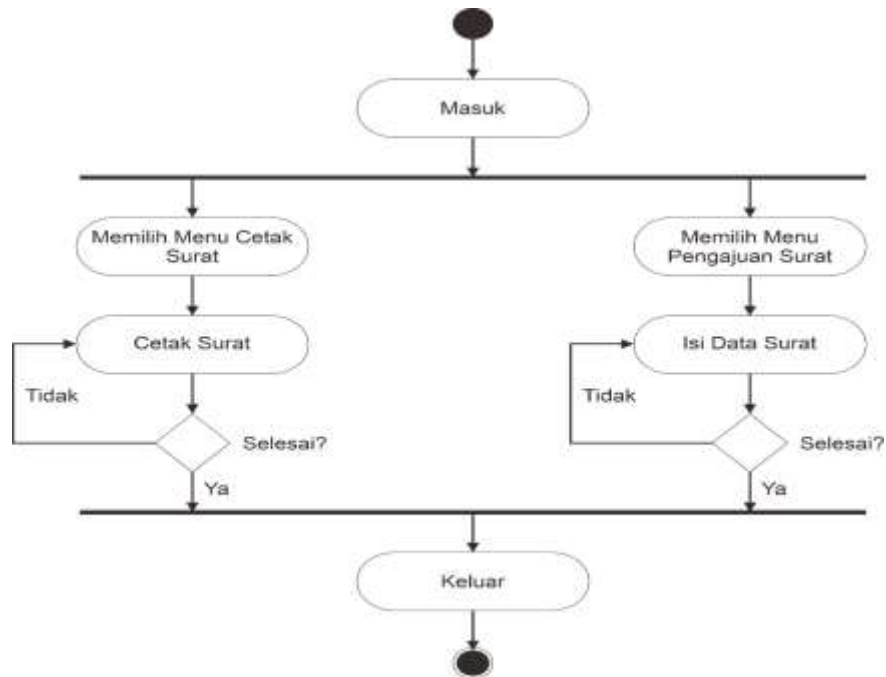 Masuk
Memilih Menu Cetak
Surat
Memilih Menu
Pengajuan Surat
Cetak Surat
Isi Data Surat
Tidak
Tidak
Selesai?
Selesai?
Ya
Ya
Keluar